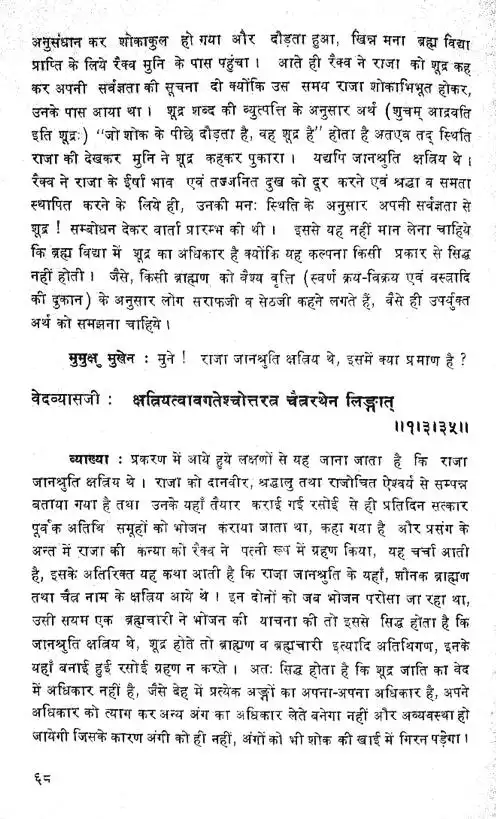 अनुसंधान कर शोकाकुल हो गया और दौड़ता हुआ, खिन्न मना ब्रह्म विद्या
प्राप्ति के लिये रैक्व मुनि के पास पहुंचा। आते ही रैक्व ने राजा को शूद्र कह
कर अपनी सर्वज्ञता की सूचना दी क्योंकि उस समय राजा शोकाभिभूत होकर,
उनके पास आया था। शूद्र शब्द की व्युत्पत्ति के अनुसार अर्थ (शुचम् आद्रवति
इति शूद्रः) “जो शोक के पीछे दौड़ता है, वह शूद्र है” होता है अतएव तद् स्थिति
राजा की देखकर मुनि ने शूद्र कहकर पुकारा। यद्यपि जानश्रुति क्षत्रिय थे।
रैक्व ने राजा के ईर्षा भाव एवं तज्जनित दुख को दूर करने एवं श्रद्धा व समता
स्थापित करने के लिये ही, उनकी मनः स्थिति के अनुसार अपनी सर्वज्ञता से
शूद्र ! सम्बोधन देकर वार्ता प्रारम्भ की थी। इससे यह नहीं मान लेना चाहिये
कि ब्रह्म विद्या में शूद्र का अधिकार है क्योंकि यह कल्पना किसी प्रकार से सिद्ध
नहीं होती। जैसे, किसी ब्राह्मण को वैश्य वृत्ति (स्वर्ण क्रय-विक्रय एवं वस्त्रादि
की दुकान) के अनुसार लोग सराफजी व सेठजी कहने लगते हैं, वैसे ही उपर्युक्त
अर्थ को समझना चाहिये।
मुमुक्षु मुखेन : मुने ! राजा जानश्रुति क्षत्रिय थे, इसमें क्या प्रमाण है ?
वेदव्यासजी : क्षत्रियत्वावगतेश्चोत्तरत्र चैत्ररथेन लिङ्गात्
॥१।३।३५॥
व्याख्या : प्रकरण में आये हुये लक्षणों से यह जाना जाता है कि राजा
जानश्रुति क्षत्रिय थे। राजा को दानवीर, श्रद्धालु तथा राजोचित ऐश्वर्य से सम्पन्न
बताया गया है तथा उनके यहाँ तैयार कराई गई रसोई से ही प्रतिदिन सत्कार
पूर्वक अतिथि समूहों को भोजन कराया जाता था, कहा गया है और प्रसंग के
अन्त में राजा की कन्या को रैक्व ने पत्नी रूप में ग्रहण किया, यह चर्चा आती
है, इसके अतिरिक्त यह कथा आती है कि राजा जानश्रुति के यहाँ, शौनक ब्राह्मण
तथा चैत्र नाम के क्षत्रिय आये थे। इन दोनों को जब भोजन परोसा जा रहा था,
उसी सयम एक ब्रह्मचारी ने भोजन की याचना की तो इससे सिद्ध होता है कि
जानश्रुति क्षत्रिय थे, शूद्र होते तो ब्राह्मण व ब्रह्मचारी इत्यादि अतिथिगण, इनके
यहाँ बनाई हुई रसोई ग्रहण न करते। अतः सिद्ध होता है कि शूद्र जाति का वेद
में अधिकार नहीं है, जैसे देह में प्रत्येक अङ्गों का अपना-अपना अधिकार है, अपने
अधिकार को त्याग कर अन्य अंग का अधिकार लेते बनेगा नहीं और अव्यवस्था हो
जायेगी जिसके कारण अंगी को ही नहीं, अंगों को भी शोक की खाई में गिरन पड़ेगा।
६८